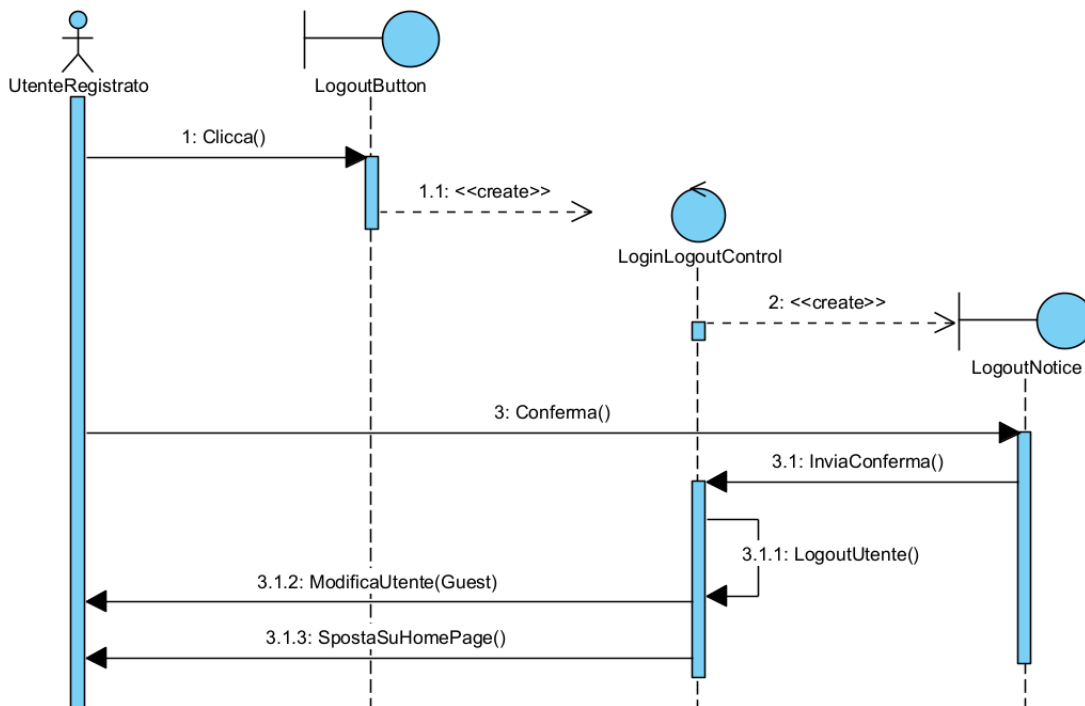 UtenteRegistrato
LogoutButton
1: Clicca()
1.1: <<create>>
LoginLogoutControl
2: <<create>>
LogoutNotice
3: Conferma()
3.1: InviaConferma()
3.1.1: LogoutUtente()
3.1.2: ModificaUtente(Guest)
3.1.3: SpostaSuHomePage()